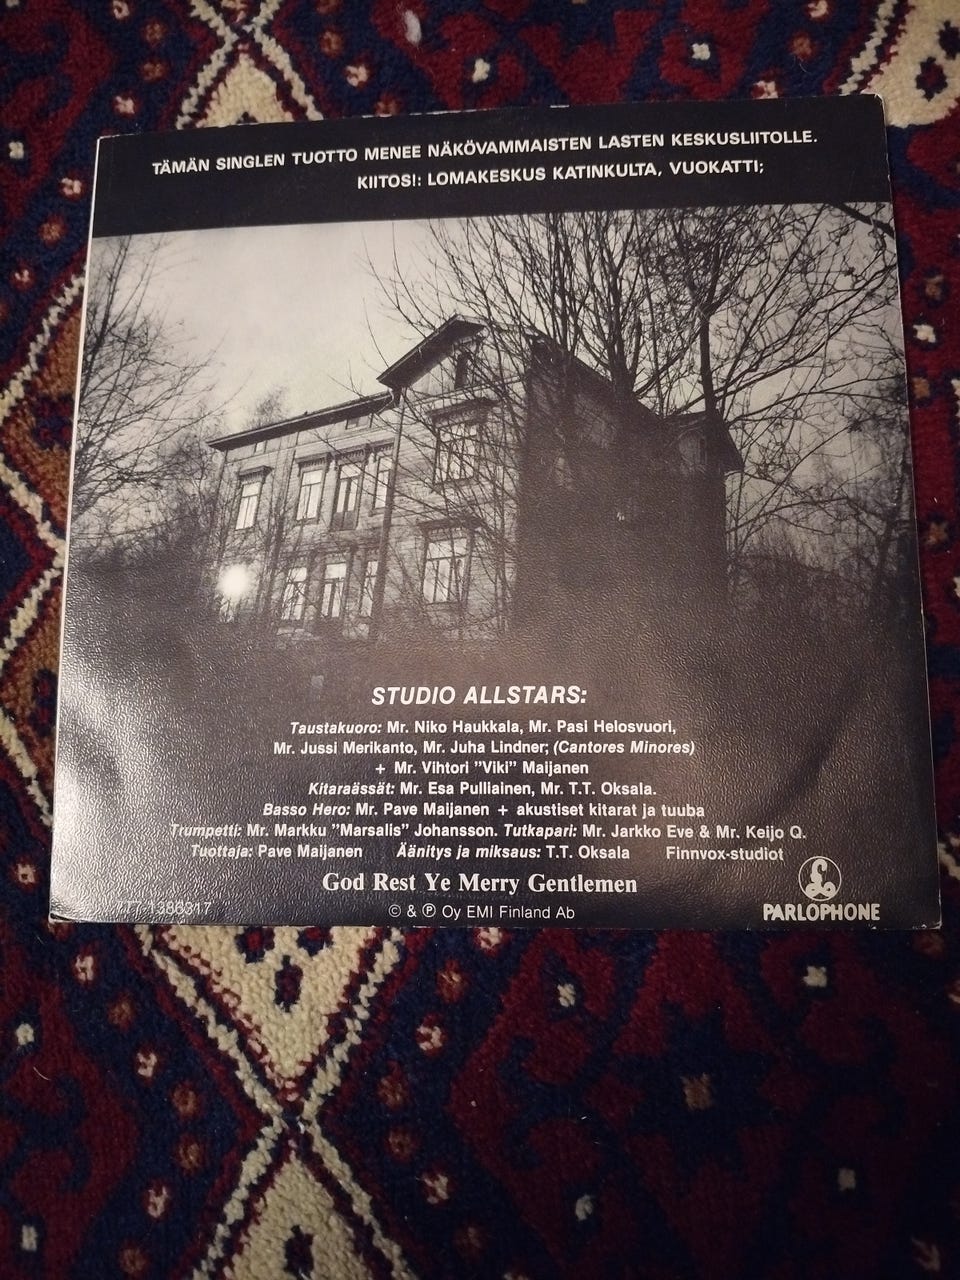 TÄMÄN SINGLEN TUOTTO MENEE NÄKÖVAMMAISTEN LASTEN KESKUSLIITOLLE.
KIITOS!: LOMAKESKUS KATINKULTA, VUOKATTI;
STUDIO ALLSTARS:
Taustakuoro: Mr. Niko Haukkala, Mr. Pasi Helosvuori,
Mr. Jussi Merikanto, Mr. Juha Lindner; (Cantores Minores)
+ Mr. Vihtori ”Viki” Maijanen
Kitaraässät: Mr. Esa Pulliainen, Mr. T.T. Oksala.
Basso Hero: Mr. Pave Maijanen + akustiset kitarat ja tuuba
Trumpetti: Mr. Markku ”Marsalis” Johansson. Tutkapari: Mr. Jarkko Eve & Mr. Keijo Q.
Tuottaja: Pave Maijanen Äänitys ja miksaus: T.T. Oksala Finnvox-studiot
God Rest Ye Merry Gentlemen
777-1386317 © & ℗ Oy EMI Finland Ab PARLOPHONE